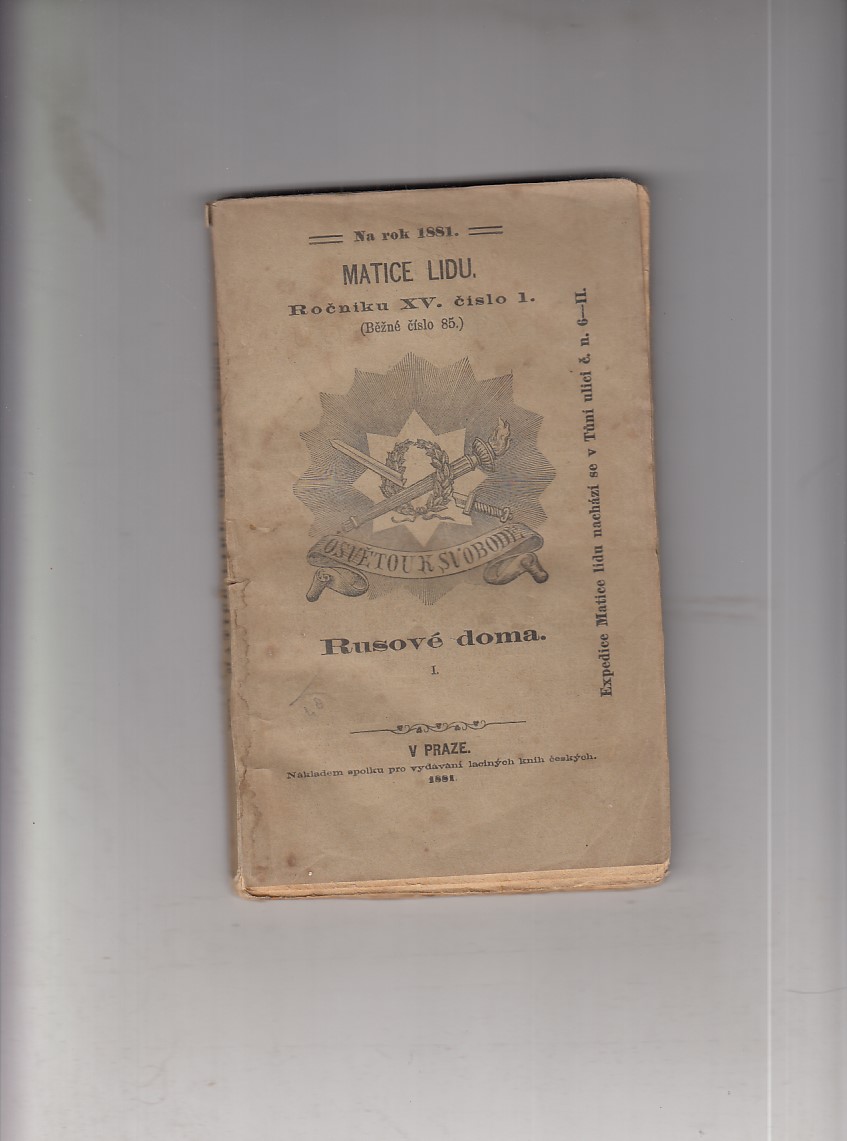 Na rok 1881.
MATICE LIDU.
Ročníku XV. číslo 1.
(Běžné číslo 85.)
OSVĚTOU K SVOBODĚ
Rusové doma.
I.
V PRAZE.
Nákladem spolku pro vydávání laciných knih českých.
1881.
Expedice Matice lidu nachází se v Tůni ulici č. n. 6—II.